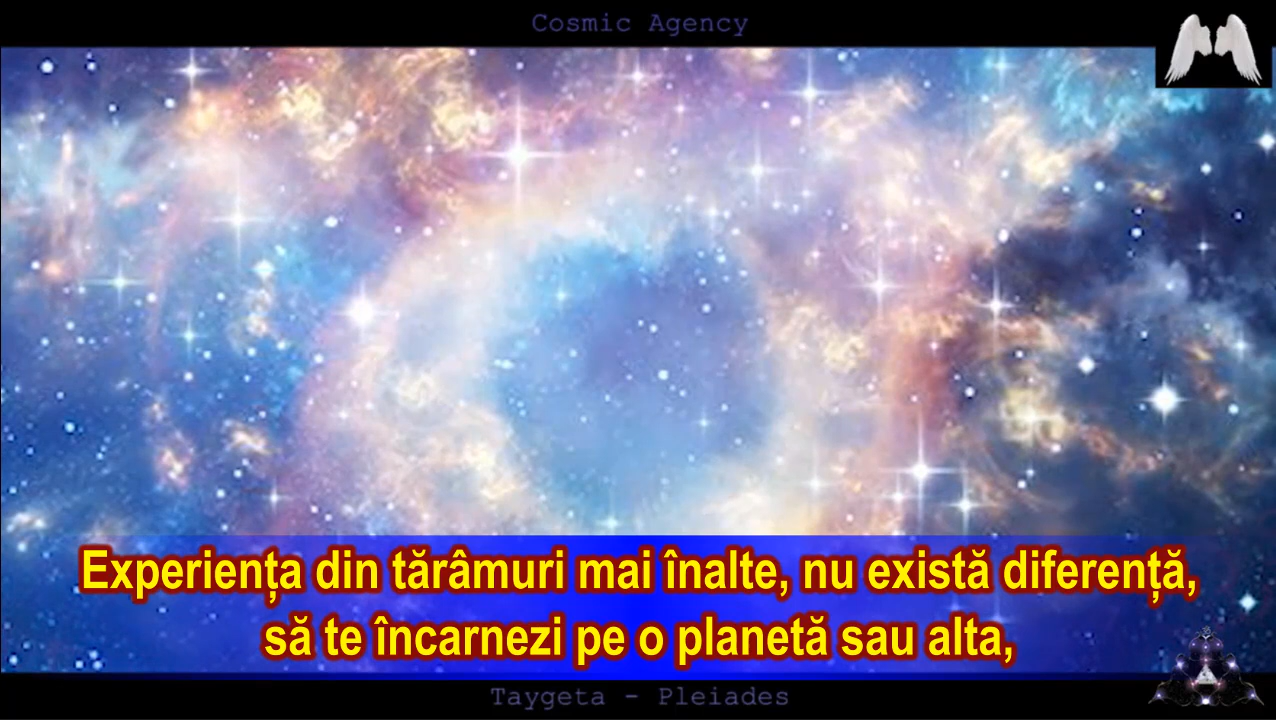 Cosmic Agency
Experiența din tărâmuri mai înalte, nu există diferență,
să te încarnezi pe o planetă sau alta,
Taygeta - Pleiades